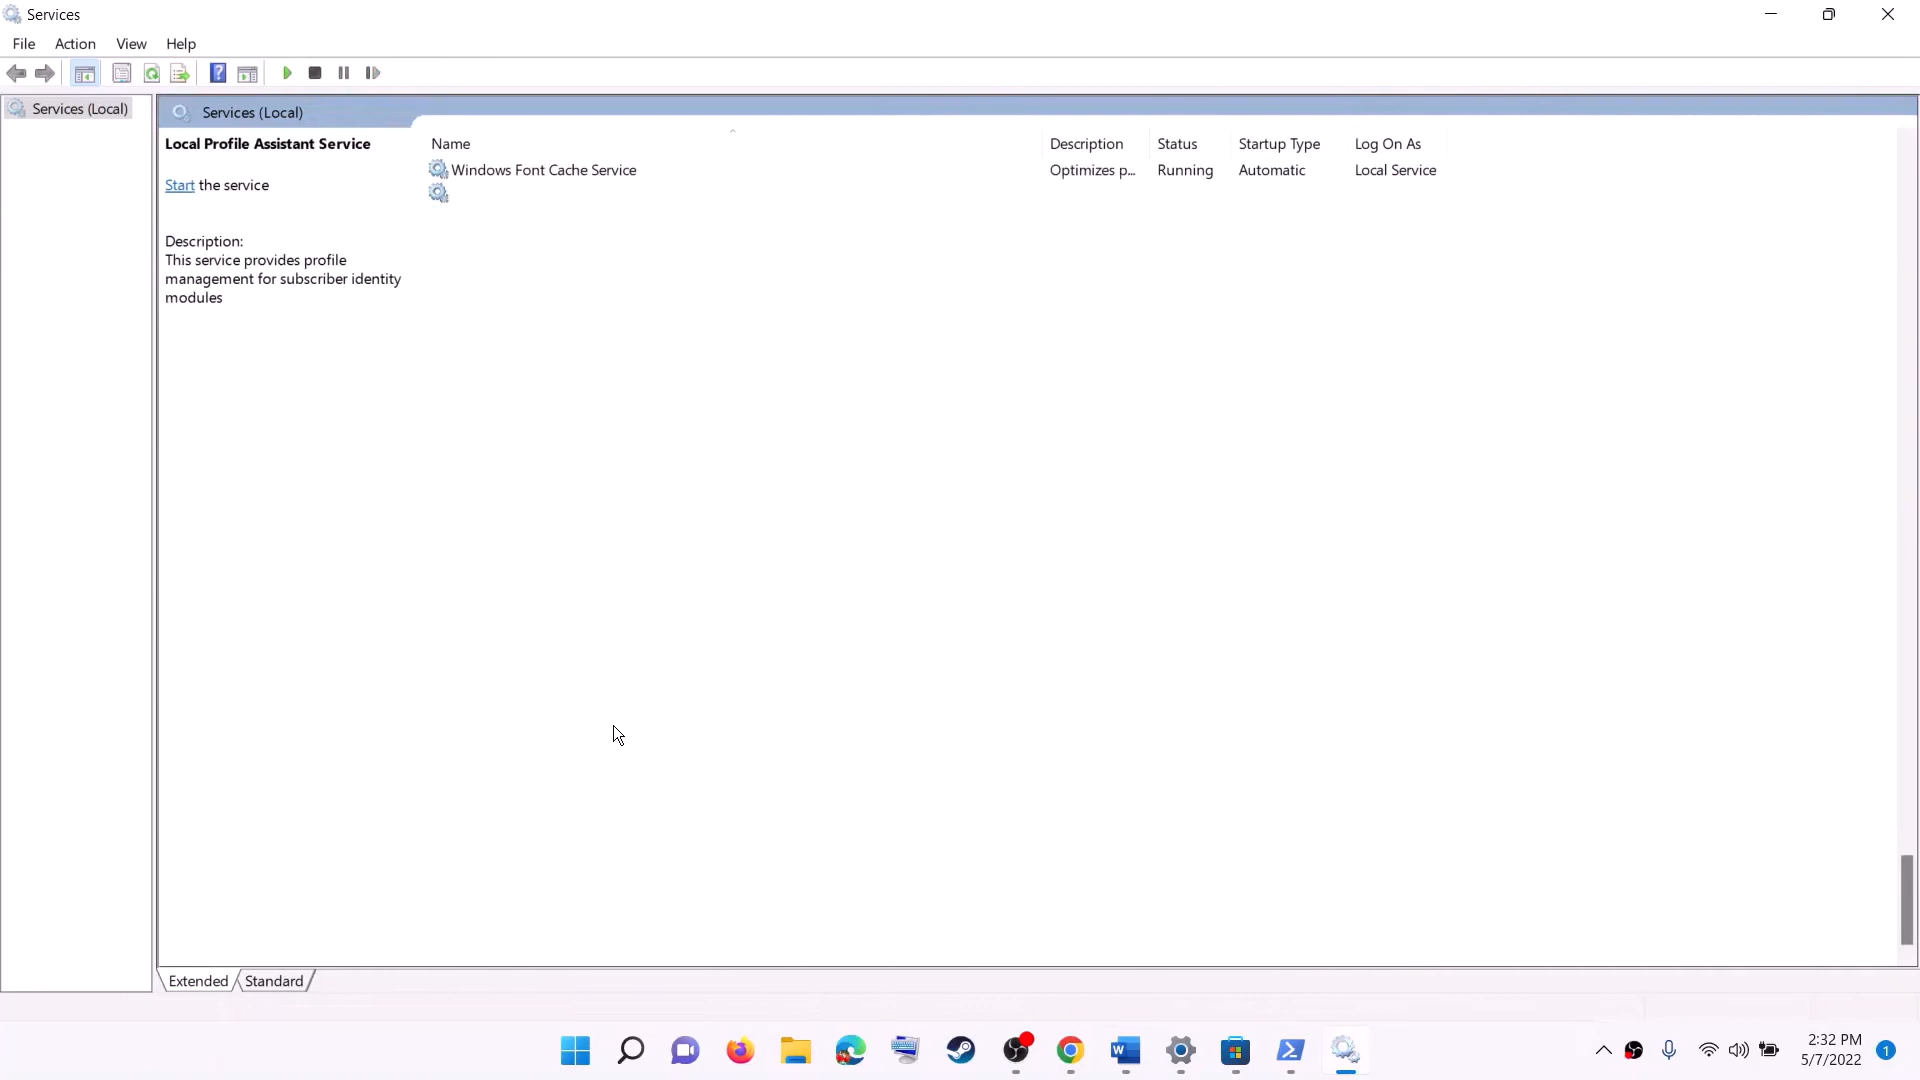 Services
File Action View Help
Services (Local)
Services (Local)
Local Profile Assistant Service
Start the service
Description:
This service provides profile
management for subscriber identity
modules
Name Description Status Startup Type Log On As
Windows Font Cache Service Optimizes p... Running Automatic Local Service
Extended Standard
2:32 PM
5/7/2022
1